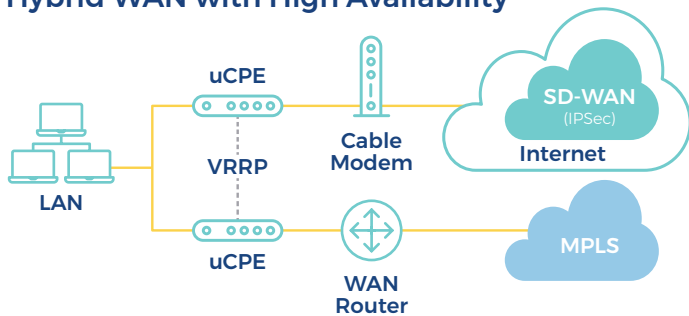 Hybrid WAN with High Availability
uCPE
SD-WAN
(IPSec)
Cable
Modem
Internet
VRRP
LAN
uCPE
MPLS
WAN
Router